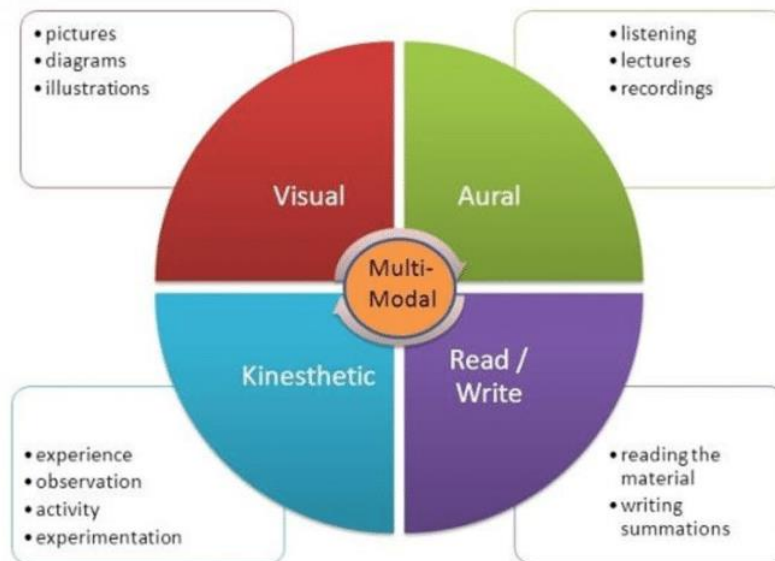 • pictures
• diagrams
• illustrations
• listening
• lectures
• recordings
Visual
Aural
Multi-
Modal
Kinesthetic
Read /
Write
• experience
• observation
• activity
• experimentation
• reading the
material
• writing
summations